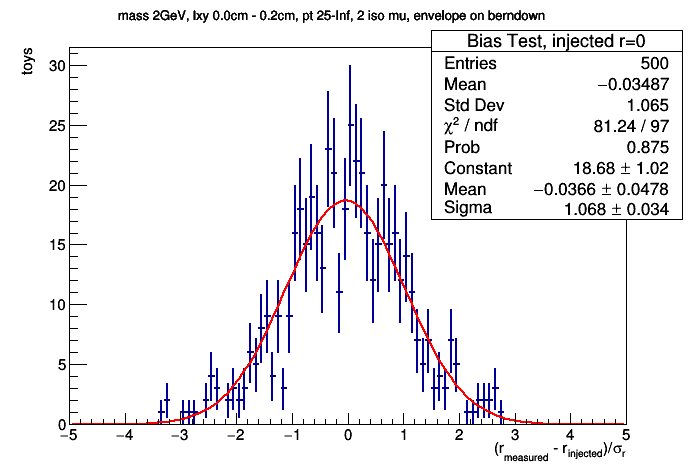 mass 2GeV, lxy 0.0cm - 0.2cm, pt 25-Inf, 2 iso mu, envelope on berndown
Bias Test, injected r=0
Entries 500
Mean −0.03487
Std Dev 1.065
χ² / ndf 81.24 / 97
Prob 0.875
Constant 18.68 ± 1.02
Mean −0.0366 ± 0.0478
Sigma 1.068 ± 0.034
toys
30
25
20
15
10
5
0
−5 −4 −3 −2 −1 0 1 2 3 4 5
(r_measured - r_injected)/σ_r